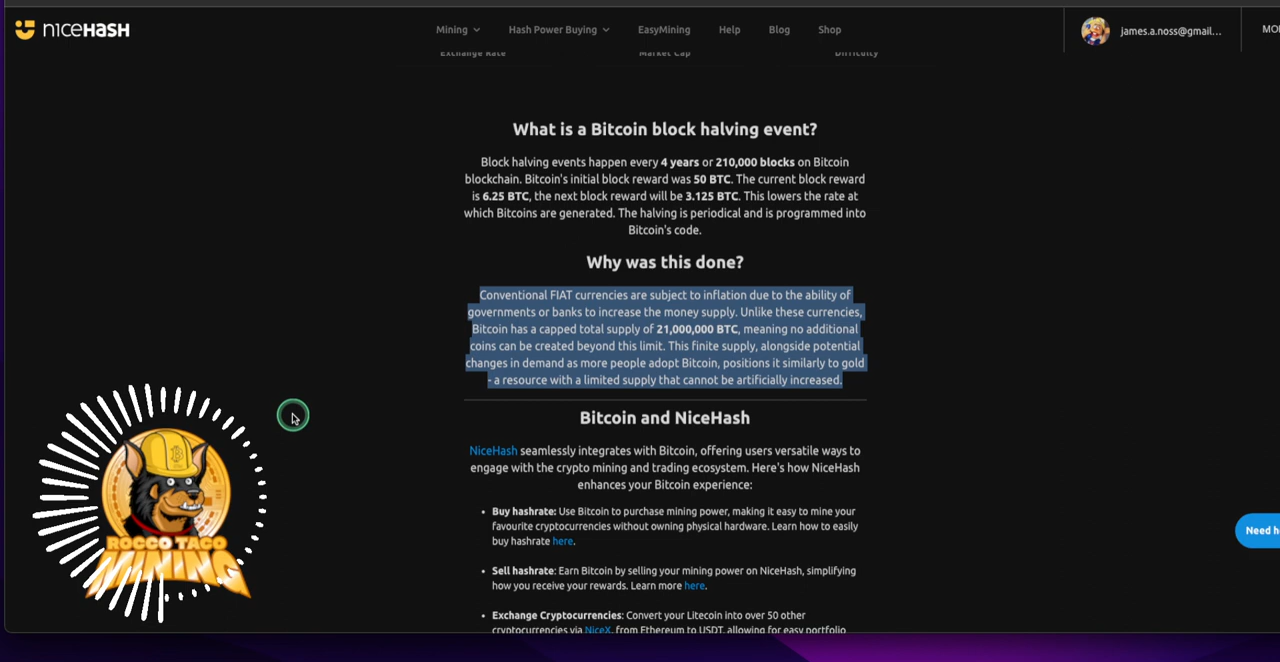 NICEHASH
Mining
Hash Power Buying
EasyMining
Help
Blog
Shop
james.a.noss@gmail...
Exchange Rate
Market Cap
Difficulty
What is a Bitcoin block halving event?
Block halving events happen every 4 years or 210,000 blocks on Bitcoin
blockchain. Bitcoin's initial block reward was 50 BTC. The current block reward
is 6.25 BTC, the next block reward will be 3.125 BTC. This lowers the rate at
which Bitcoins are generated. The halving is periodical and is programmed into
Bitcoin's code.
Why was this done?
Conventional FIAT currencies are subject to inflation due to the ability of
governments or banks to increase the money supply. Unlike these currencies,
Bitcoin has a capped total supply of 21,000,000 BTC, meaning no additional
coins can be created beyond this limit. This finite supply, alongside potential
changes in demand as more people adopt Bitcoin, positions it similarly to gold
- a resource with a limited supply that cannot be artificially increased.
Bitcoin and NiceHash
NiceHash seamlessly integrates with Bitcoin, offering users versatile ways to
engage with the crypto mining and trading ecosystem. Here's how NiceHash
enhances your Bitcoin experience:
• Buy hashrate: Use Bitcoin to purchase mining power, making it easy to mine your
favourite cryptocurrencies without owning physical hardware. Learn how to easily
buy hashrate here.
• Sell hashrate: Earn Bitcoin by selling your mining power on NiceHash, simplifying
how you receive your rewards. Learn more here.
• Exchange Cryptocurrencies: Convert your Litecoin into over 50 other
cryptocurrencies via NiceX, from Ethereum to USDT, allowing for easy portfolio
Need
ROCCO TACO
MINING